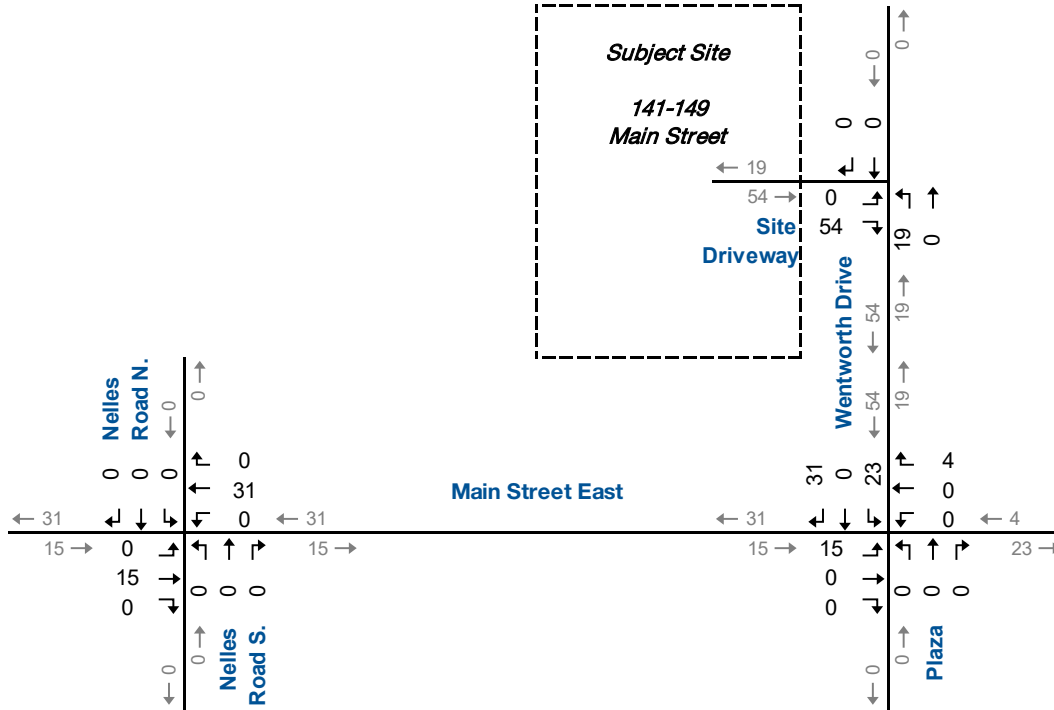 0
0
Subject Site
141-149
Main Street
0 0
19
54
0
54
Site
Driveway
19
0
Wentworth Drive
54
19
54
19
Nelles
Road N.
0
0
0 0 0
0
31
0
Main Street East
31 0 23
4
0
0
31
31
31
4
15
0
15
0
0 0 0
15
15
15
0
0
0 0 0
23
0
0
Nelles
Road S.
0
0
Plaza